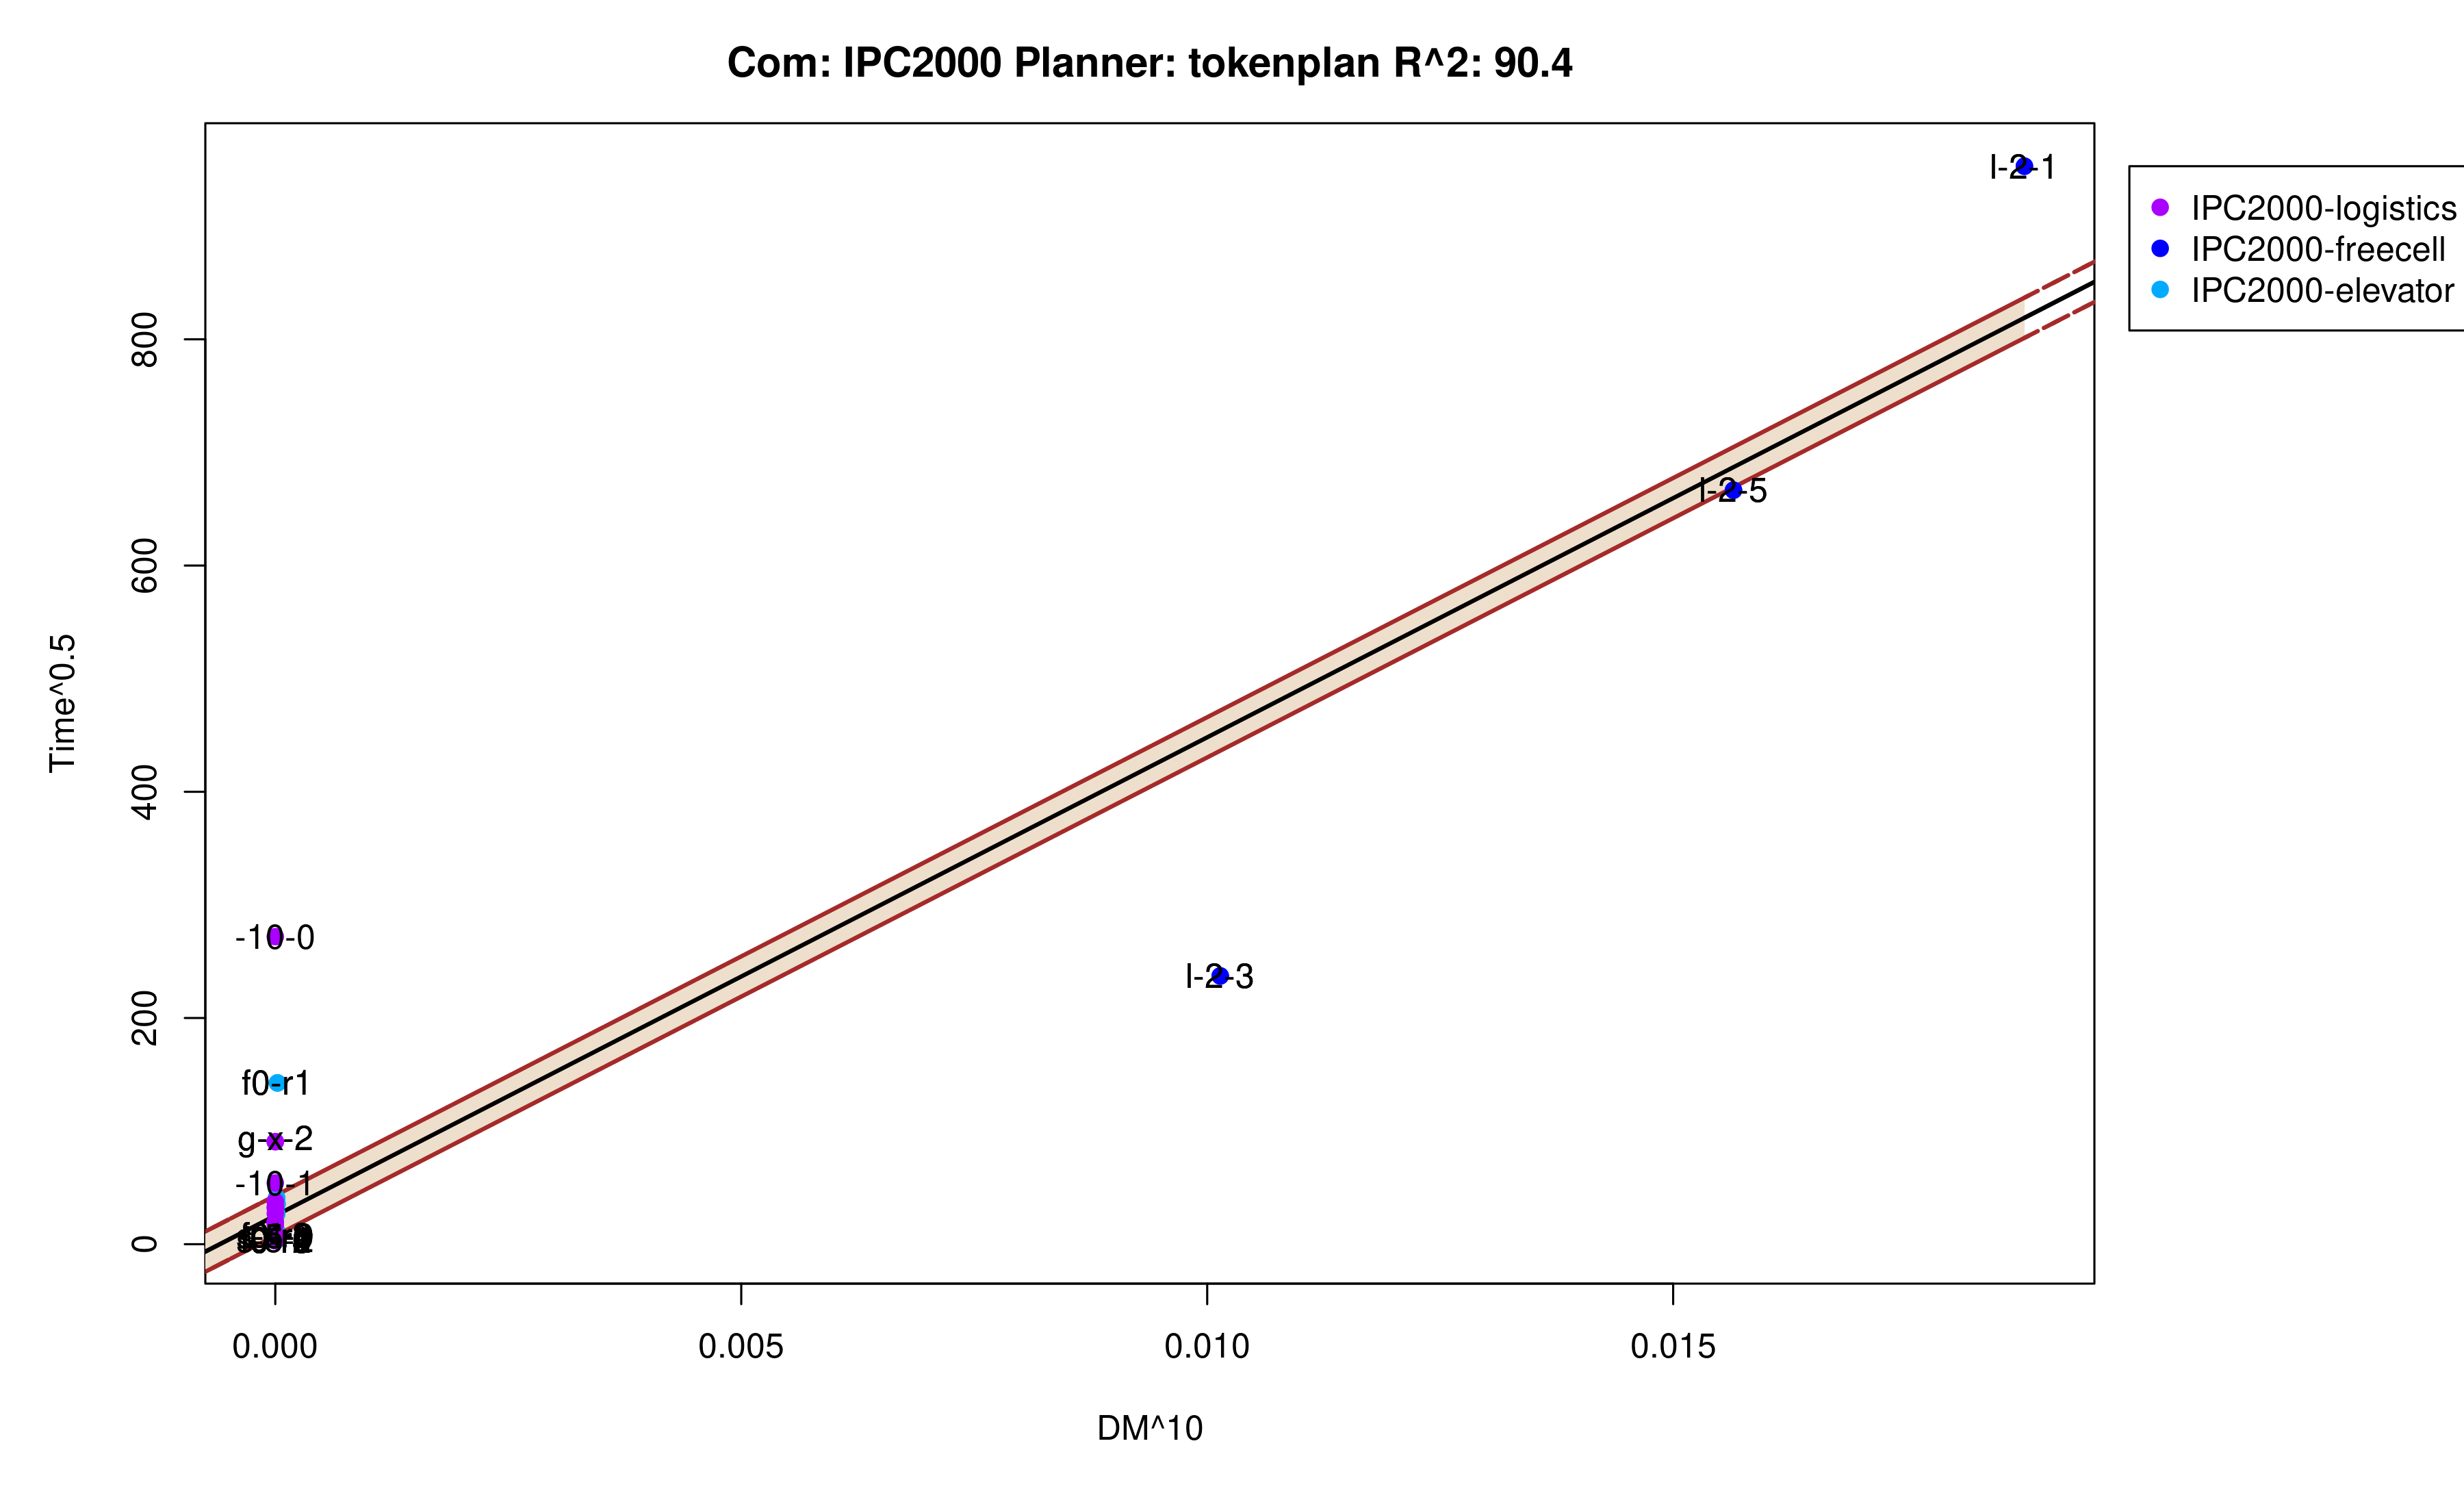 Com: IPC2000 Planner: tokenplan R^2: 90.4
l-2-1
IPC2000-logistics
IPC2000-freecell
IPC2000-elevator
800
l-2-5
600
Time^0.5
400
-10-0
l-2-3
200
f0-r1
g-x-2
-10-1
0
0.000
0.005
0.010
0.015
DM^10